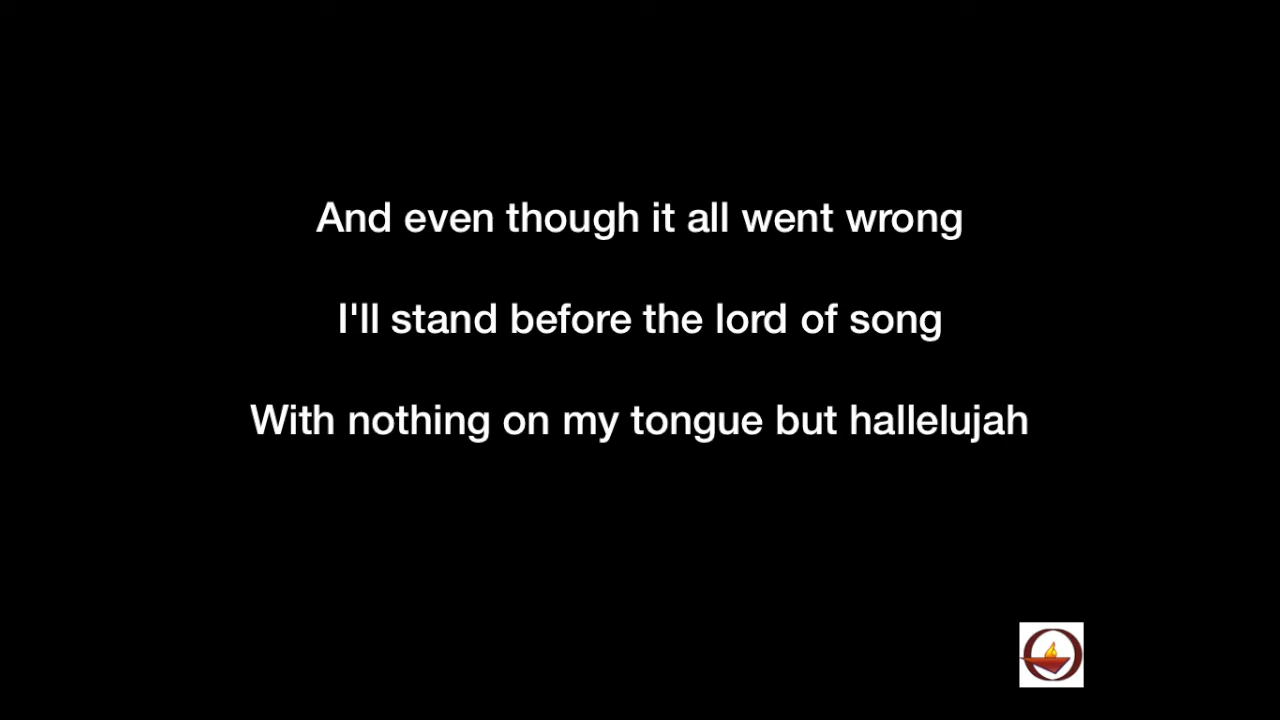 And even though it all went wrong
I'll stand before the lord of song
With nothing on my tongue but hallelujah